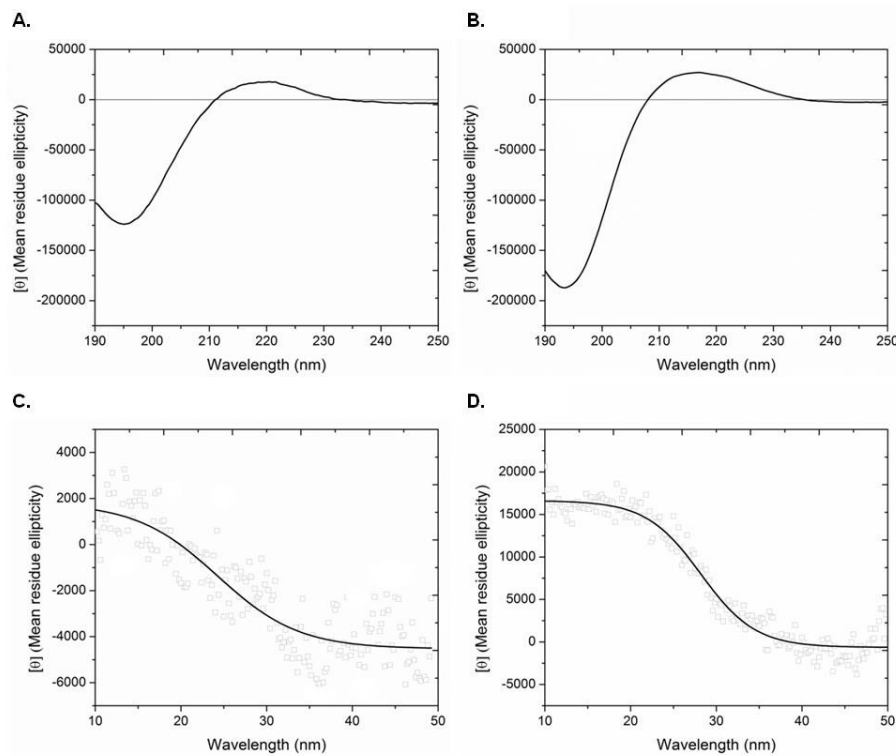 A.
50000
0
-50000
-100000
-150000
-200000
[θ] (Mean residue ellipticity)
190 200 210 220 230 240 250
Wavelength (nm)
B.
50000
0
-50000
-100000
-150000
-200000
[θ] (Mean residue ellipticity)
190 200 210 220 230 240 250
Wavelength (nm)
C.
4000
2000
0
-2000
-4000
-6000
[θ] (Mean residue ellipticity)
10 20 30 40 50
Wavelength (nm)
D.
25000
20000
15000
10000
5000
0
-5000
[θ] (Mean residue ellipticity)
10 20 30 40 50
Wavelength (nm)